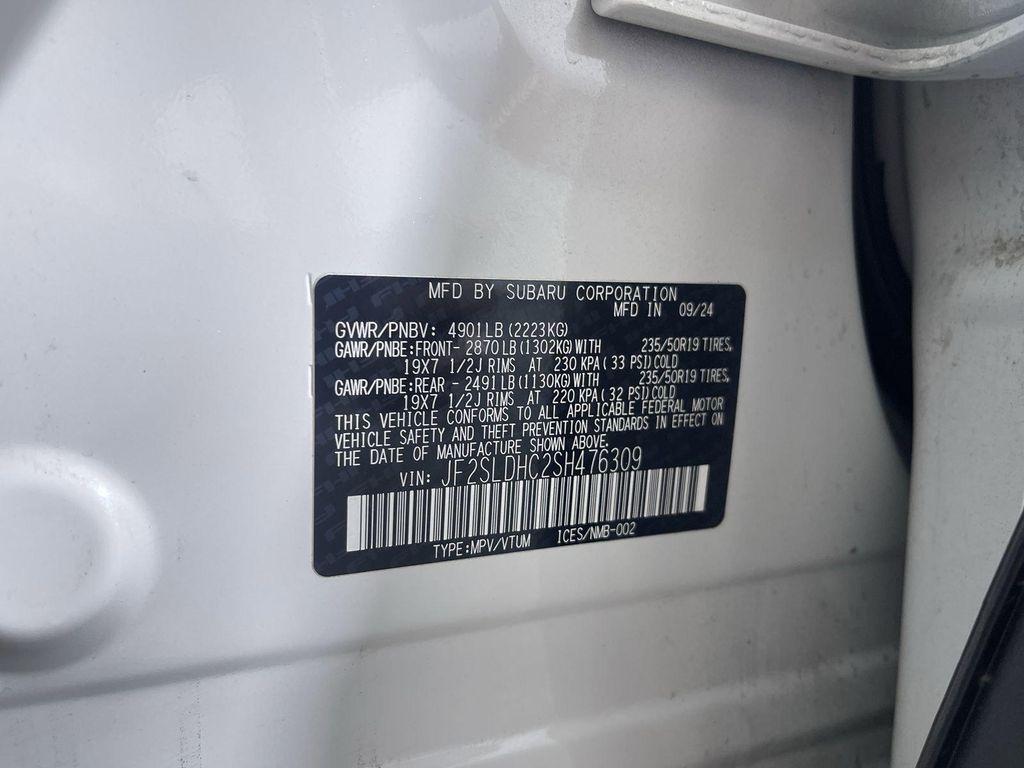 MFD BY SUBARU CORPORATION
MFD IN 09/24
GVWR/PNBV: 4901LB(2223KG)
GAWR/PNBE:FRONT- 2870LB(1302KG)WITH 235/50R19 TIRES,
19X7 1/2J RIMS AT 230 KPA( 33 PSI)COLD
GAWR/PNBE:REAR - 2491LB(1130KG)WITH 235/50R19 TIRES,
19X7 1/2J RIMS AT 220 KPA( 32 PSI)COLD
THIS VEHICLE CONFORMS TO ALL APPLICABLE FEDERAL MOTOR
VEHICLE SAFETY AND THEFT PREVENTION STANDARDS IN EFFECT ON
THE DATE OF MANUFACTURE SHOWN ABOVE.
VIN: JF2SLDHC2SH476309
TYPE:MPV/VTUM ICES/NMB-002